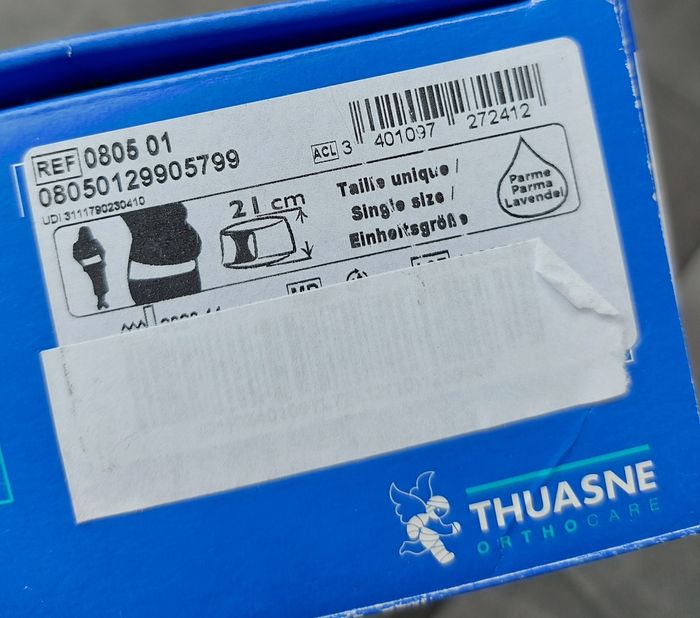 REF 0805 01
08050129905799
UDI 3111790230410
ACL 3 401097 272412
21 cm
Taille unique /
Single size /
Einheitsgröße
Parme
Parma
Lavendel
MD
THUASNE
ORTHOCARE